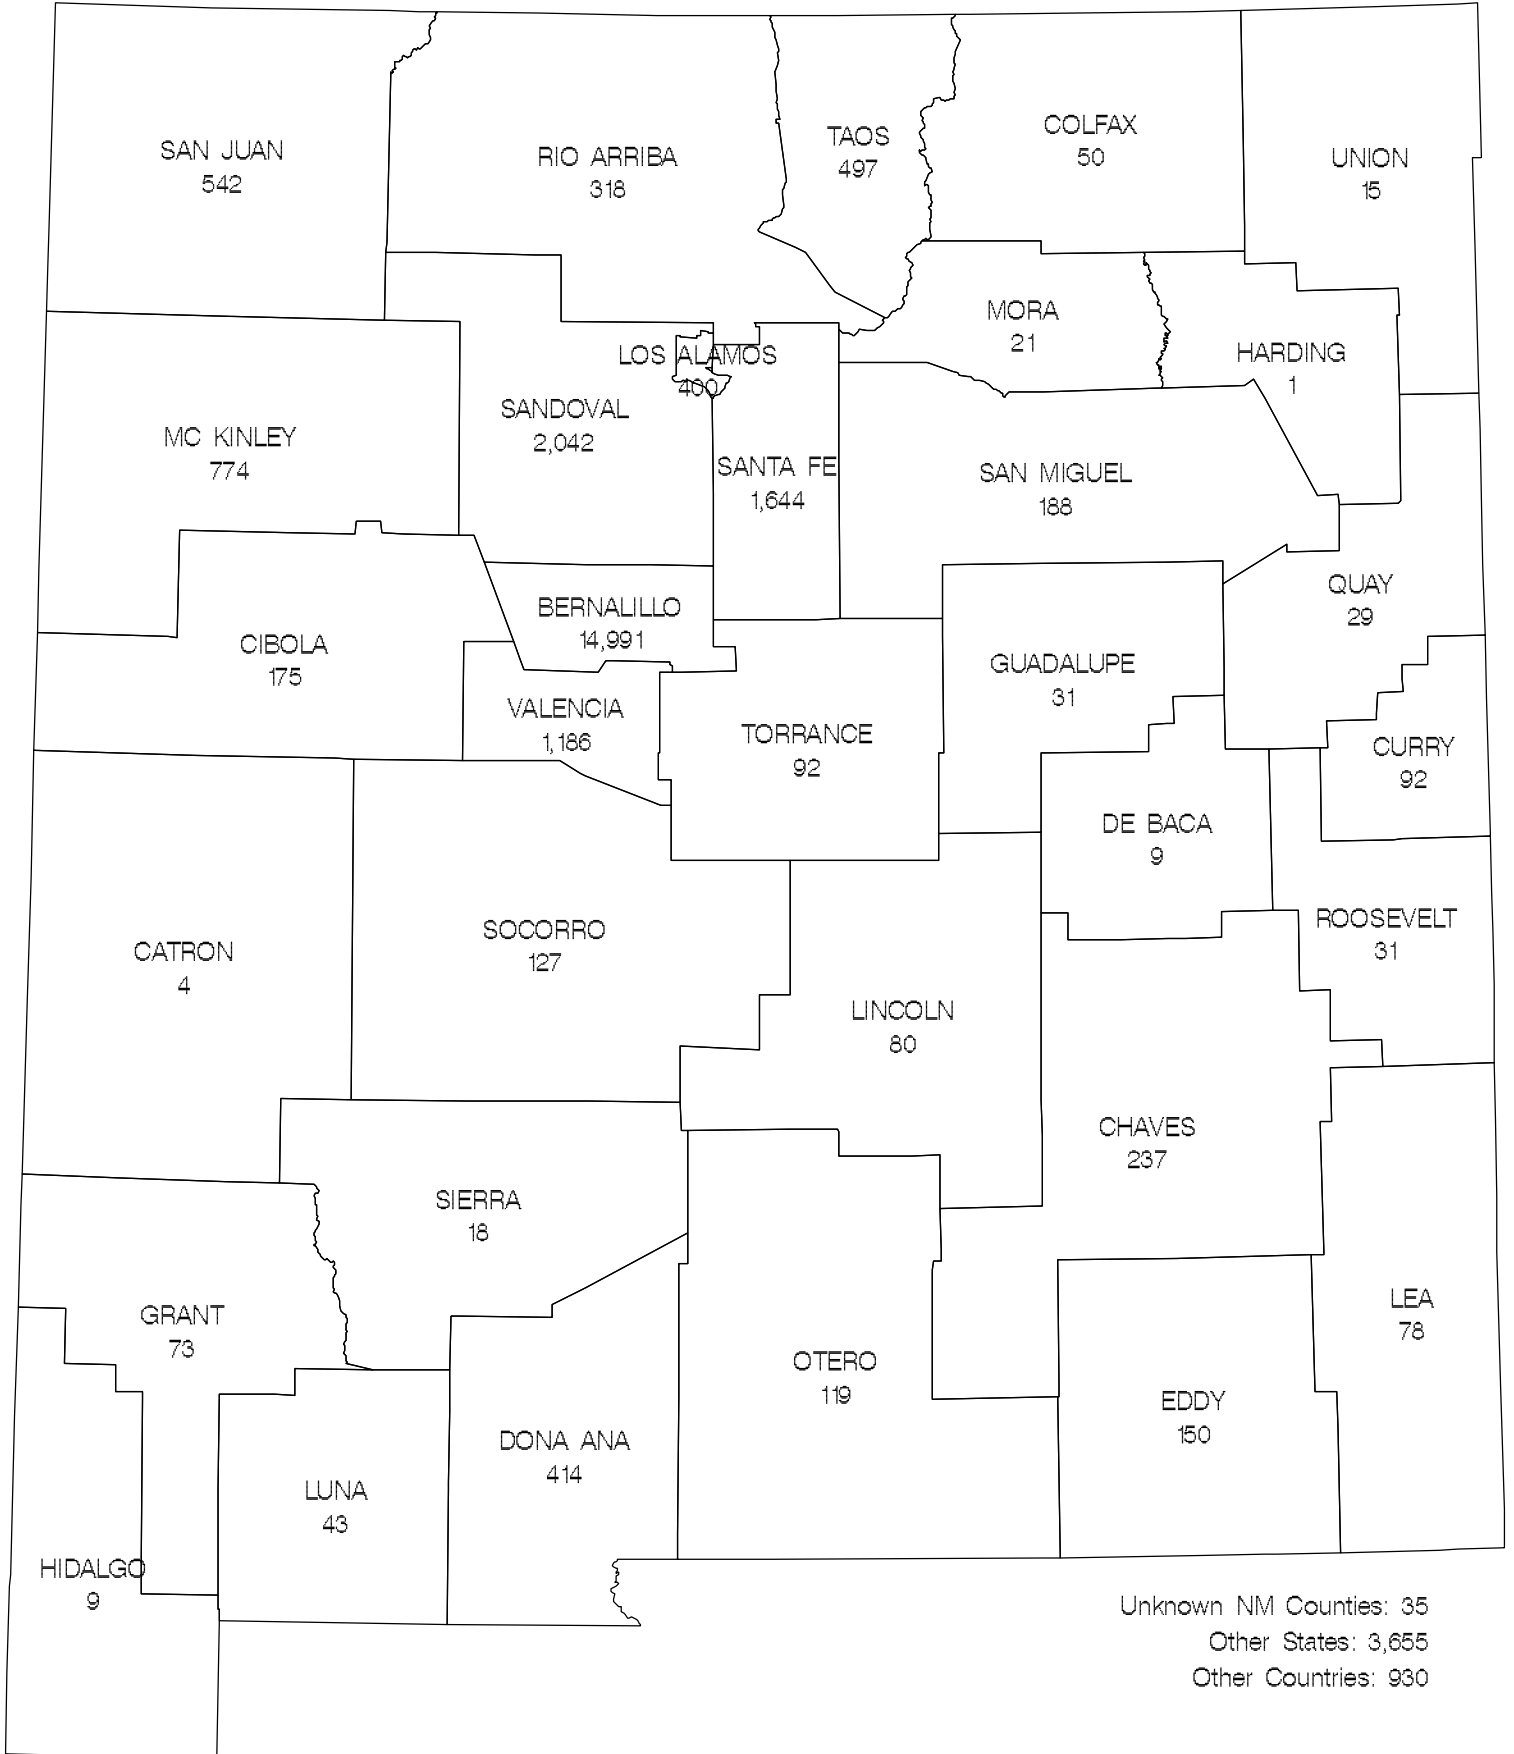 COLFAX
50
TAOS
497
SAN JUAN
542
RIO ARRIBA
318
UNION
15
MORA
21
HARDING
1
LOS ALAMOS
400
SANDOVAL
2,042
MC KINLEY
774
SANTA FE
1,644
SAN MIGUEL
188
QUAY
29
BERNALILLO
14,991
CIBOLA
175
GUADALUPE
31
VALENCIA
1,186
TORRANCE
92
CURRY
92
DE BACA
9
ROOSEVELT
31
SOCORRO
127
CATRON
4
LINCOLN
80
CHAVES
237
SIERRA
18
LEA
78
GRANT
73
OTERO
119
EDDY
150
DONA ANA
414
LUNA
43
HIDALGO
9
Unknown NM Counties: 35
Other States: 3,655
Other Countries: 930